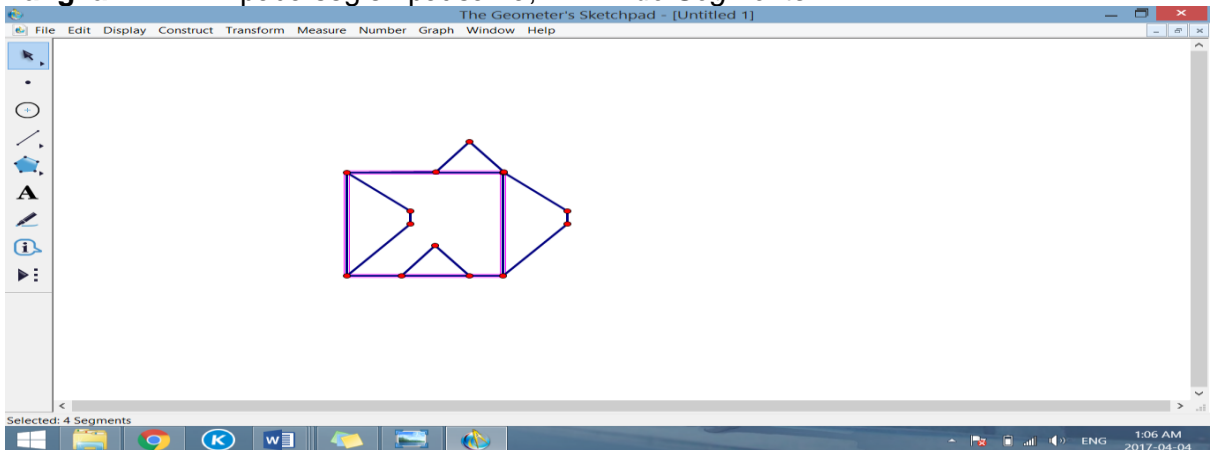 The Geometer's Sketchpad - [Untitled 1]
File Edit Display Construct Transform Measure Number Graph Window Help
A
Selected: 4 Segments
ENG
1:06 AM
2017-04-04